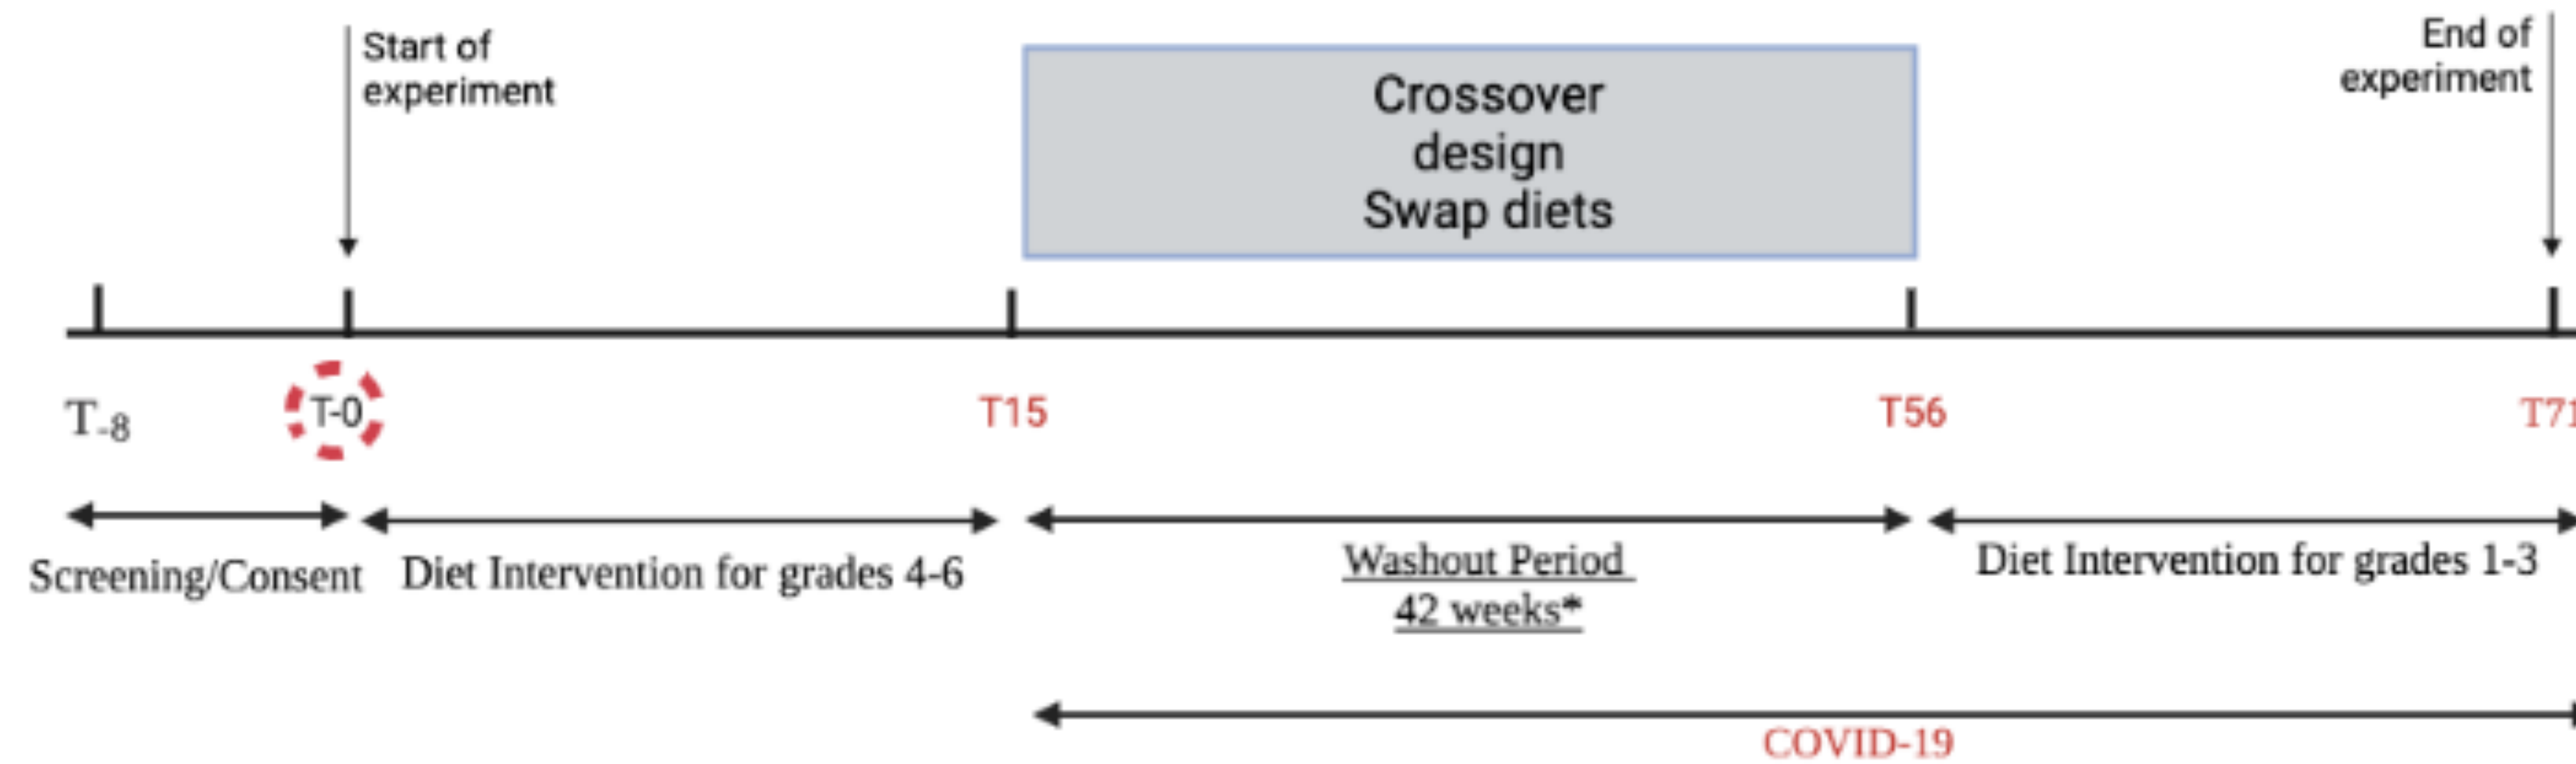 Start of
experiment
Crossover
design
Swap diets
End of
experiment
T-8
T-0
T15
T56
T71
Screening/Consent
Diet Intervention for grades 4-6
Washout Period
42 weeks*
Diet Intervention for grades 1-3
COVID-19